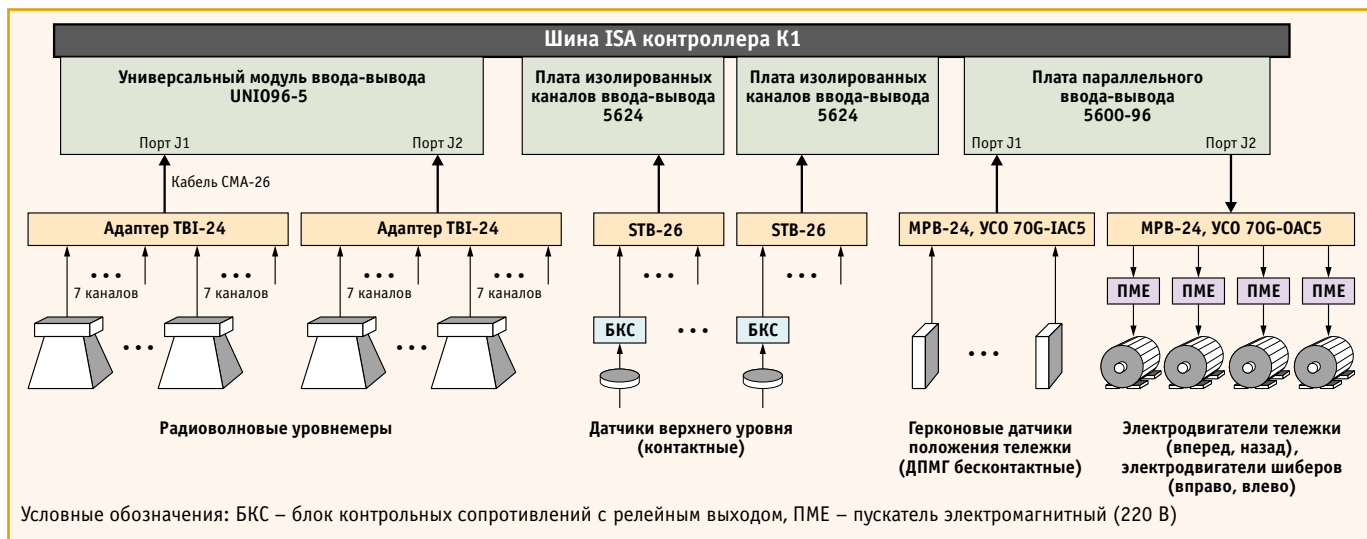 Шина ISA контроллера K1
Универсальный модуль ввода-вывода
UNIO96-5
Порт J1
Порт J2
Плата изолированных
каналов ввода-вывода
5624
Плата изолированных
каналов ввода-вывода
5624
Плата параллельного
ввода-вывода
5600-96
Порт J1
Порт J2
Кабель СМА-26
Адаптер TBI-24
Адаптер TBI-24
STB-26
STB-26
МРВ-24, УСО 70G-IAC5
МРВ-24, УСО 70G-OAC5
7 каналов
7 каналов
7 каналов
7 каналов
БКС
БКС
ПМЕ
ПМЕ
ПМЕ
ПМЕ
Радиоволновые уровнемеры
Датчики верхнего уровня
(контактные)
Герконовые датчики
положения тележки
(ДПМГ бесконтактные)
Электродвигатели тележки
(вперед, назад),
электродвигатели шиберов
(вправо, влево)
Условные обозначения: БКС – блок контрольных сопротивлений с релейным выходом, ПМЕ – пускатель электромагнитный (220 В)